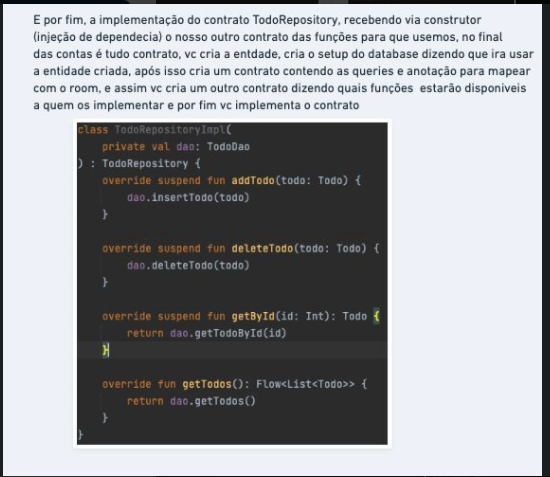 E por fim, a implementação do contrato TodoRepository, recebendo via construtor
(injeção de dependecia) o nosso outro contrato das funções para que usemos, no final
das contas é tudo contrato, vc cria a entdade, cria o setup do database dizendo que ira usar
a entidade criada, após isso cria um contrato contendo as queries e anotação para mapear
com o room, e assim vc cria um outro contrato dizendo quais funções estarão disponiveis
a quem os implementar e por fim vc implementa o contrato
class TodoRepositoryImpl(
private val dao: TodoDao
) : TodoRepository {
override suspend fun addTodo(todo: Todo) {
dao.insertTodo(todo)
}
override suspend fun deleteTodo(todo: Todo) {
dao.deleteTodo(todo)
}
override suspend fun getById(id: Int): Todo {
return dao.getTodoById(id)
}
override fun getTodos(): Flow<List<Todo>> {
return dao.getTodos()
}
}